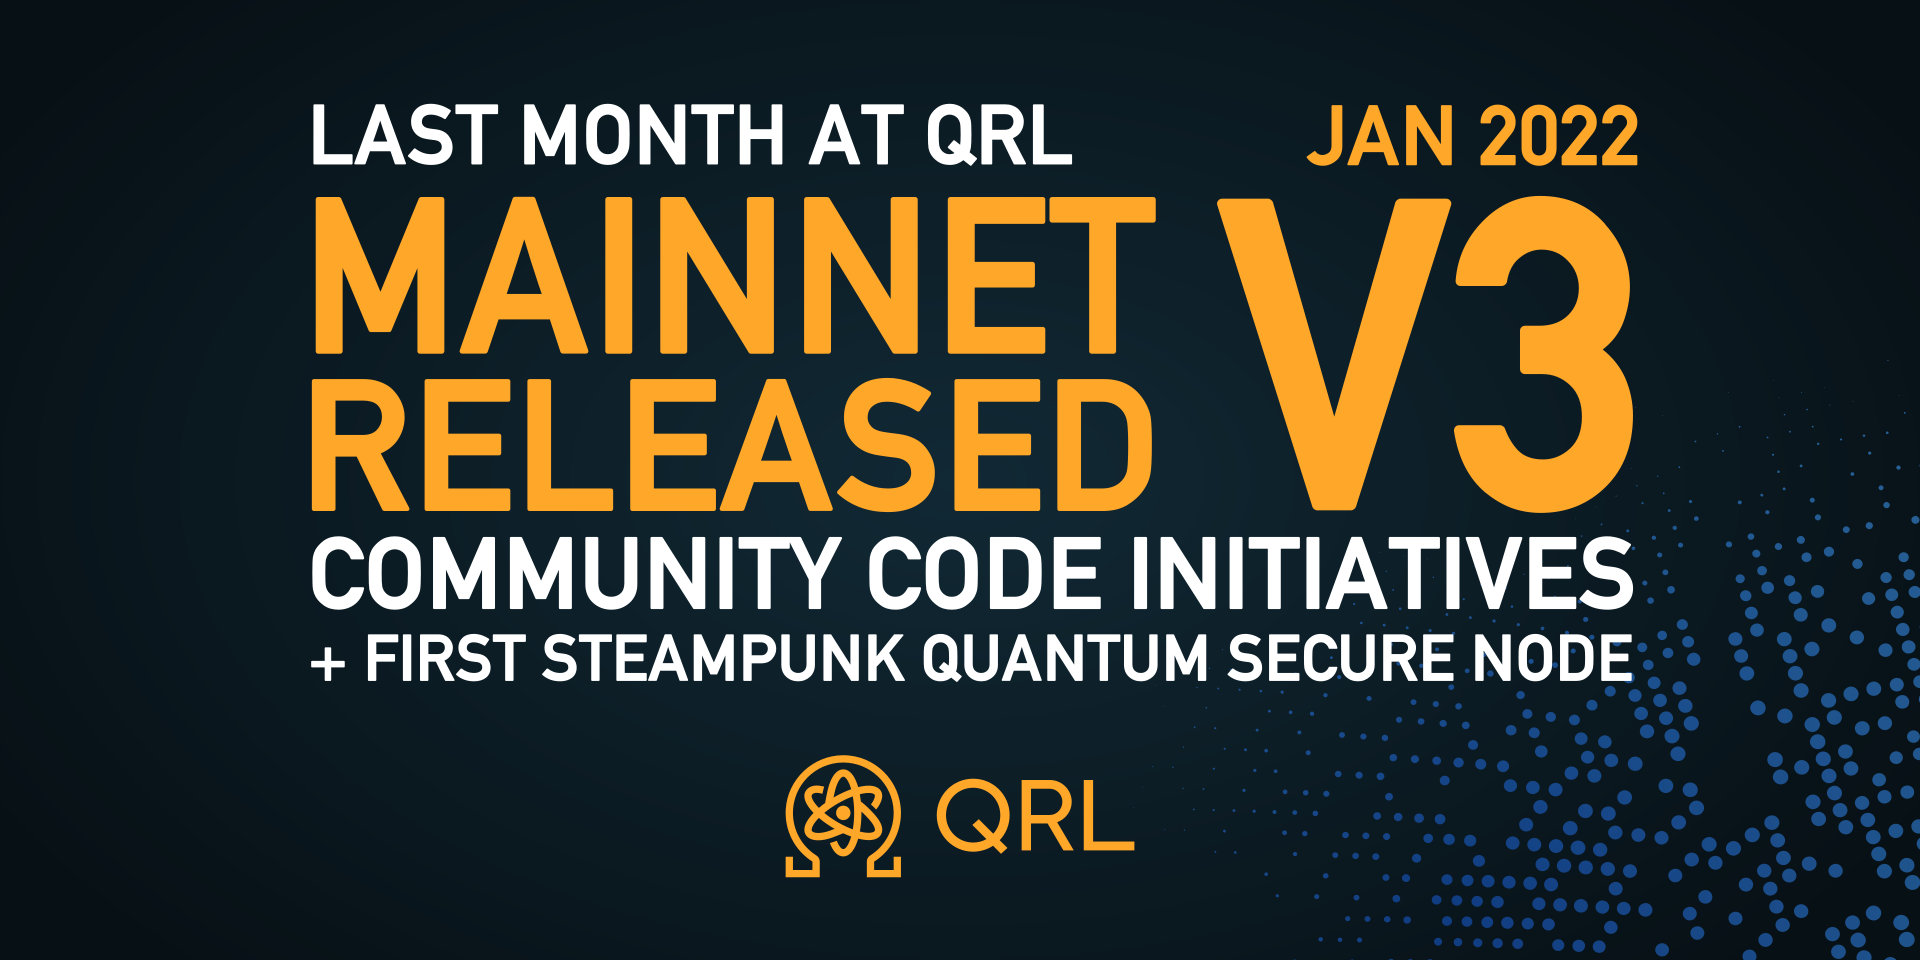 LAST MONTH AT QRL JAN 2022
MAINNET
RELEASED V3
COMMUNITY CODE INITIATIVES
+ FIRST STEAMPUNK QUANTUM SECURE NODE
QRL